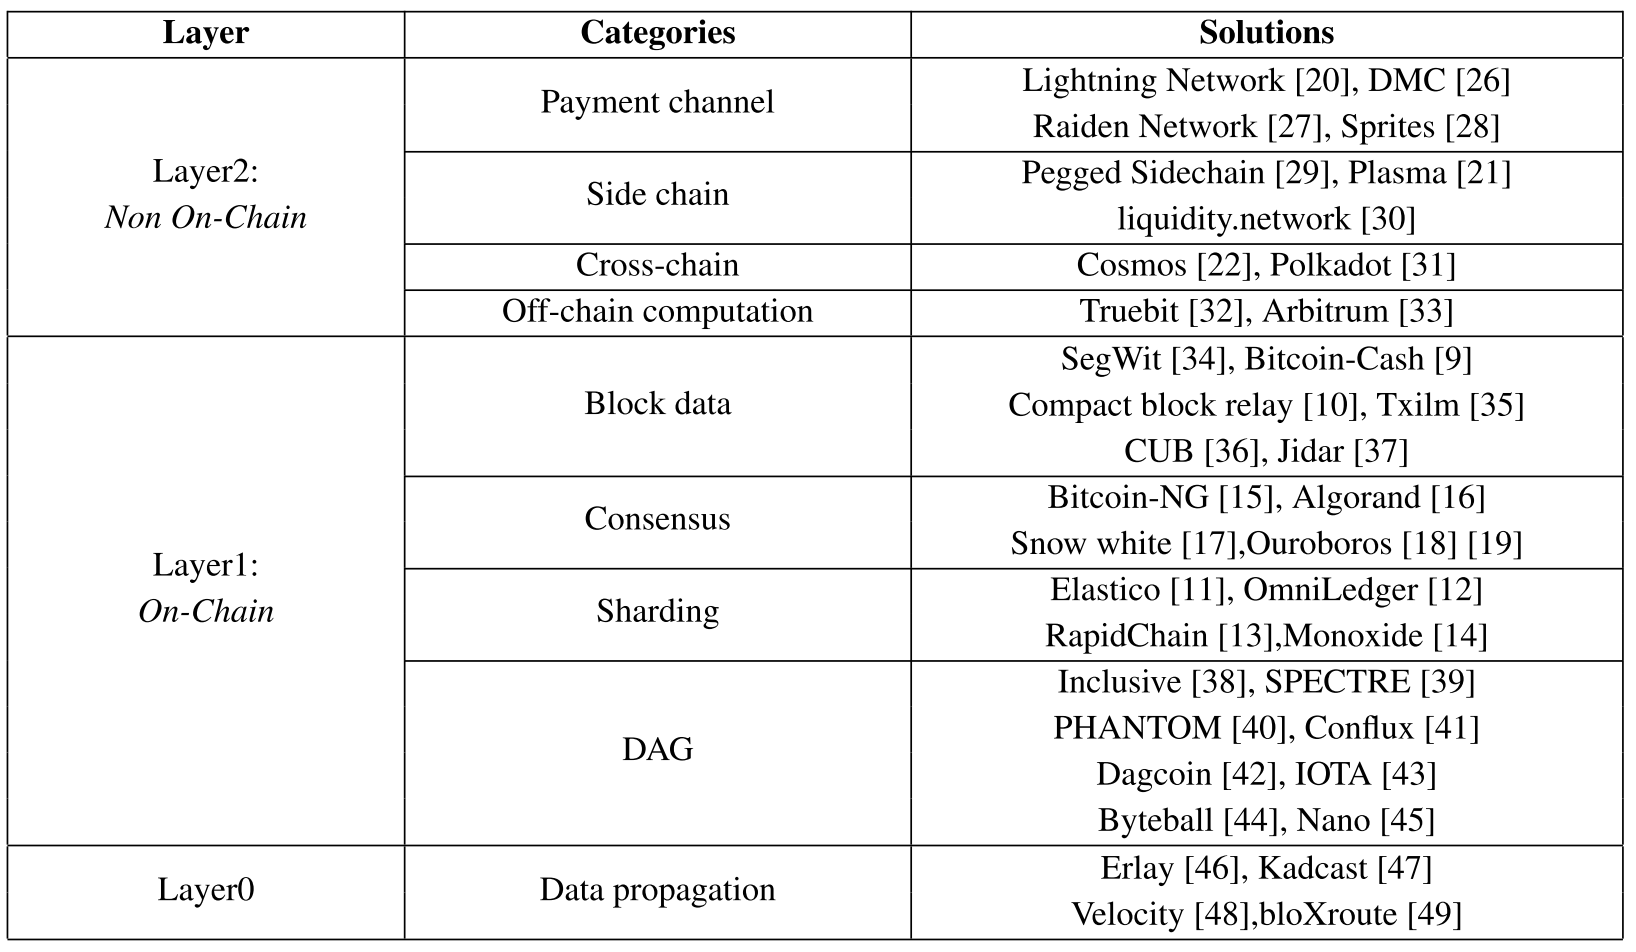 Layer Categories Solutions
Layer2:
Non On-Chain
Payment channel
Lightning Network [20], DMC [26]
Raiden Network [27], Sprites [28]
Side chain
Pegged Sidechain [29], Plasma [21]
liquidity.network [30]
Cross-chain
Cosmos [22], Polkadot [31]
Off-chain computation
Truebit [32], Arbitrum [33]
Layer1:
On-Chain
Block data
SegWit [34], Bitcoin-Cash [9]
Compact block relay [10], Txilm [35]
CUB [36], Jidar [37]
Consensus
Bitcoin-NG [15], Algorand [16]
Snow white [17],Ouroboros [18] [19]
Sharding
Elastico [11], OmniLedger [12]
RapidChain [13],Monoxide [14]
DAG
Inclusive [38], SPECTRE [39]
PHANTOM [40], Conflux [41]
Dagcoin [42], IOTA [43]
Byteball [44], Nano [45]
Layer0
Data propagation
Erlay [46], Kadcast [47]
Velocity [48],bloXroute [49]